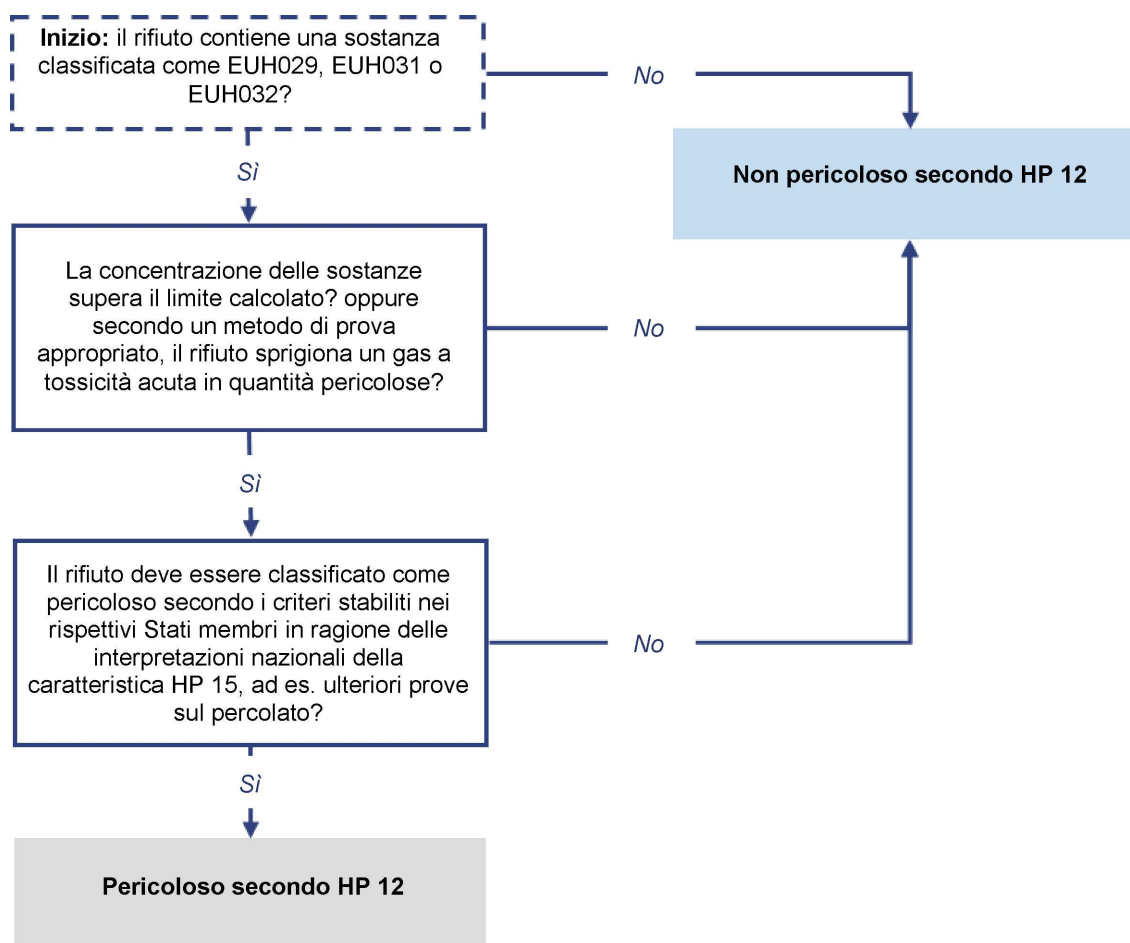 Inizio: il rifiuto contiene una sostanza
classificata come EUH029, EUH031 o
EUH032?
No
Non pericoloso secondo HP 12
Sì
La concentrazione delle sostanze
supera il limite calcolato? oppure
secondo un metodo di prova
appropriato, il rifiuto sprigiona un gas a
tossicità acuta in quantità pericolose?
No
Sì
Il rifiuto deve essere classificato come
pericoloso secondo i criteri stabiliti nei
rispettivi Stati membri in ragione delle
interpretazioni nazionali della
caratteristica HP 15, ad es. ulteriori prove
sul percolato?
No
Sì
Pericoloso secondo HP 12